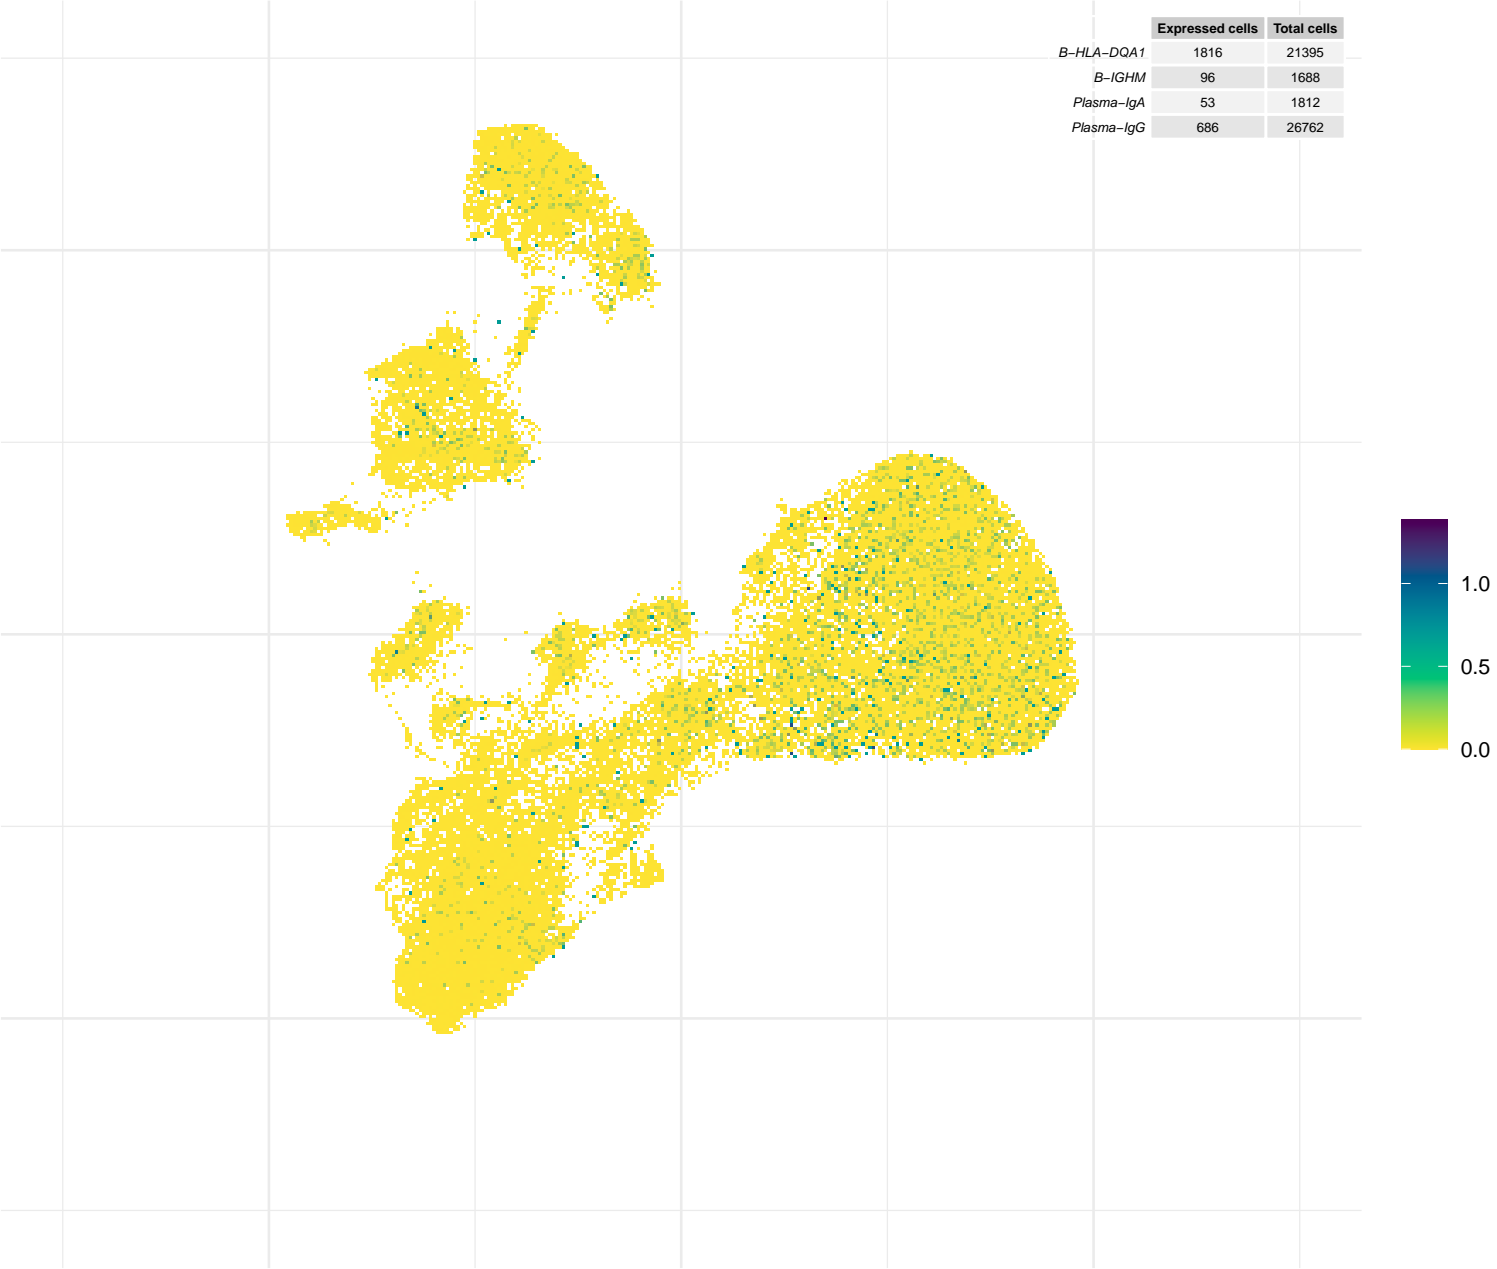 Expressed cells Total cells
B−HLA−DQA1 1816 21395
B−IGHM 96 1688
Plasma−IgA 53 1812
Plasma−IgG 686 26762
1.0
0.5
0.0